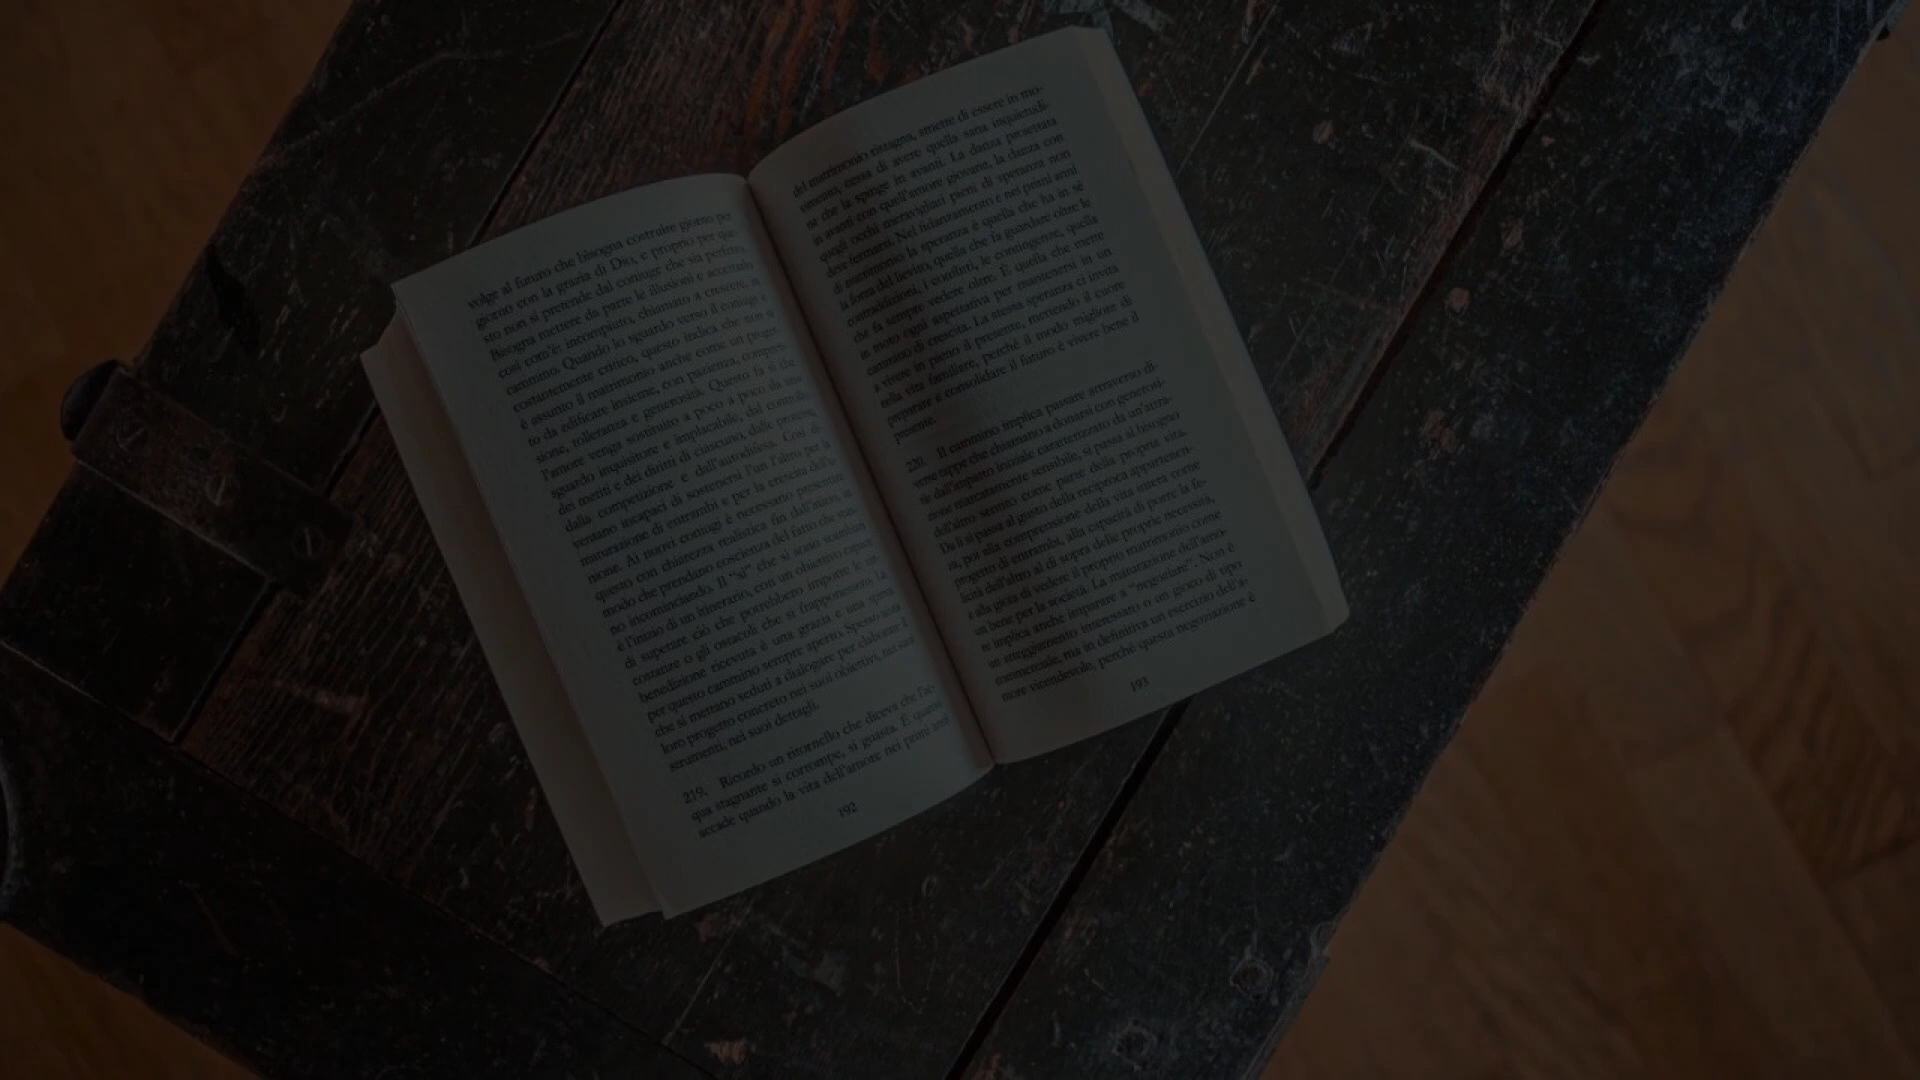 volge al futuro che bisogna costruire giorno per
giorno con la grazia di Dio, e proprio per que-
sto non si pretende dal coniuge che sia perfetto.
Bisogna mettere da parte le illusioni e accettarlo
così com'è: incompiuto, chiamato a crescere, in
cammino. Quando lo sguardo verso il coniuge è
costantemente critico, questo indica che non si
è assunto il matrimonio anche come un proget-
to da edificare insieme, con pazienza, compren-
sione, tolleranza e generosità. Questo fa sì che
l'amore venga sostituito a poco a poco da uno
sguardo inquisitore e implacabile, dal controllo
dei meriti e dei diritti di ciascuno, dalle proteste,
dalla competizione e dall'autodifesa. Così di-
ventano incapaci di sostenersi l'un l'altro per la
maturazione di entrambi e per la crescita dell'u-
nione. Ai nuovi coniugi è necessario presentare
questo con chiarezza realistica fin dall'inizio, in
modo che prendano coscienza del fatto che stan-
no incominciando. Il “sì” che si sono scambiati
è l'inizio di un itinerario, con un obiettivo capace
di superare ciò che potrebbero imporre le cir-
costanze o gli ostacoli che si frapponessero. La
benedizione ricevuta è una grazia e una spinta
per questo cammino sempre aperto. Spesso aiuta
che si mettano seduti a dialogare per elaborare il
loro progetto concreto nei suoi obiettivi, nei suoi
strumenti, nei suoi dettagli.
219. Ricordo un ritornello che diceva che l'ac-
qua stagnante si corrompe, si guasta. È quanto
accade quando la vita dell'amore nei primi anni
192
del matrimonio ristagna, smette di essere in mo-
vimento, cessa di avere quella sana inquietudi-
ne che la spinge in avanti. La danza proiettata
in avanti con quell'amore giovane, la danza con
quegli occhi meravigliati pieni di speranza non
deve fermarsi. Nel fidanzamento e nei primi anni
di matrimonio la speranza è quella che ha in sé
la forza del lievito, quella che fa guardare oltre le
contraddizioni, i conflitti, le contingenze, quella
che fa sempre vedere oltre. È quella che mette
in moto ogni aspettativa per mantenersi in un
cammino di crescita. La stessa speranza ci invita
a vivere in pieno il presente, mettendo il cuore
nella vita familiare, perché il modo migliore di
preparare e consolidare il futuro è vivere bene il
presente.
220. Il cammino implica passare attraverso di-
verse tappe che chiamano a donarsi con generosi-
tà: dall'impatto iniziale caratterizzato da un'attra-
zione marcatamente sensibile, si passa al bisogno
dell'altro sentito come parte della propria vita.
Da lì si passa al gusto della reciproca appartenen-
za, poi alla comprensione della vita intera come
progetto di entrambi, alla capacità di porre la fe-
licità dell'altro al di sopra delle proprie necessità,
e alla gioia di vedere il proprio matrimonio come
un bene per la società. La maturazione dell'amo-
re implica anche imparare a “negoziare”. Non è
un atteggiamento interessato o un gioco di tipo
commerciale, ma in definitiva un esercizio dell'a-
more vicendevole, perché questa negoziazione è
193